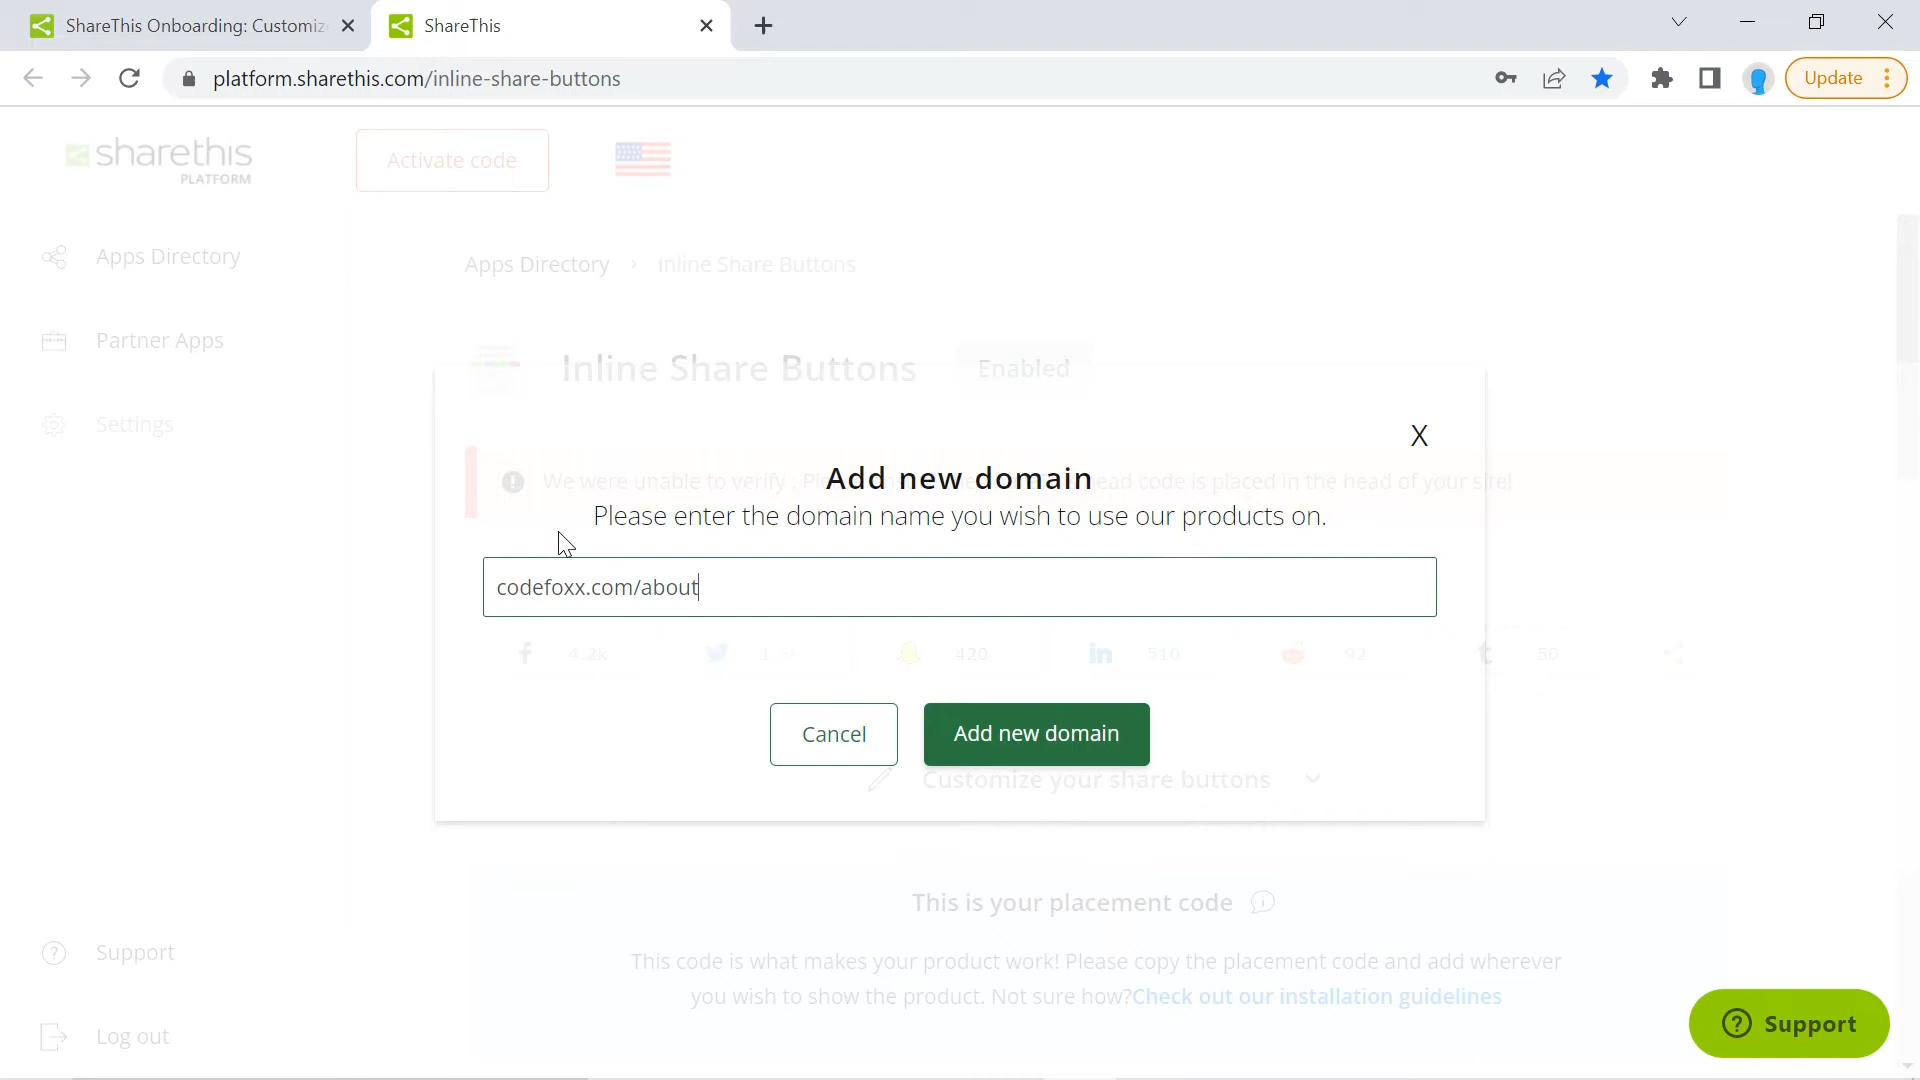 ShareThis Onboarding: Customiz
ShareThis
platform.sharethis.com/inline-share-buttons
Update
sharethis
PLATFORM
Activate code
Apps Directory
Partner Apps
Settings
Support
Log out
Apps Directory › Inline Share Buttons
Inline Share Buttons
Enabled
X
We were unable to verify . Ple
head code is placed in the head of your site!
Add new domain
Please enter the domain name you wish to use our products on.
codefoxx.com/about
4.2k
420
510
92
50
Cancel
Add new domain
Customize your share buttons
This is your placement code
This code is what makes your product work! Please copy the placement code and add wherever
you wish to show the product. Not sure how?Check out our installation guidelines
Support